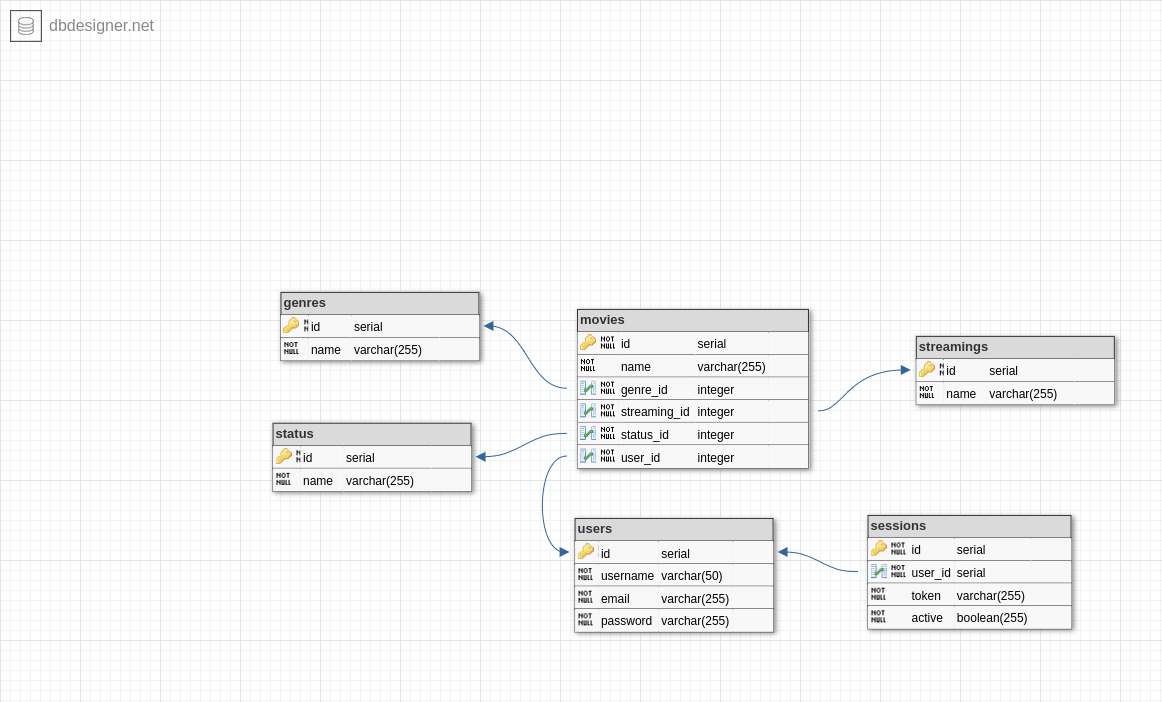 dbdesigner.net
genres
N
N id serial
NOT
NULL name varchar(255)
status
N
N id serial
NOT
NULL name varchar(255)
movies
NOT
NULL id serial
NOT
NULL name varchar(255)
NOT
NULL genre_id integer
NOT
NULL streaming_id integer
NOT
NULL status_id integer
NOT
NULL user_id integer
streamings
N
N id serial
NOT
NULL name varchar(255)
users
id serial
NOT
NULL username varchar(50)
NOT
NULL email varchar(255)
NOT
NULL password varchar(255)
sessions
NOT
NULL id serial
NOT
NULL user_id serial
NOT
NULL token varchar(255)
NOT
NULL active boolean(255)